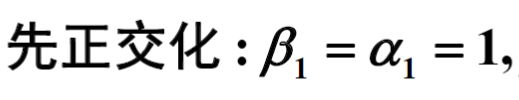 先正交化 : β₁ = α₁ = 1,